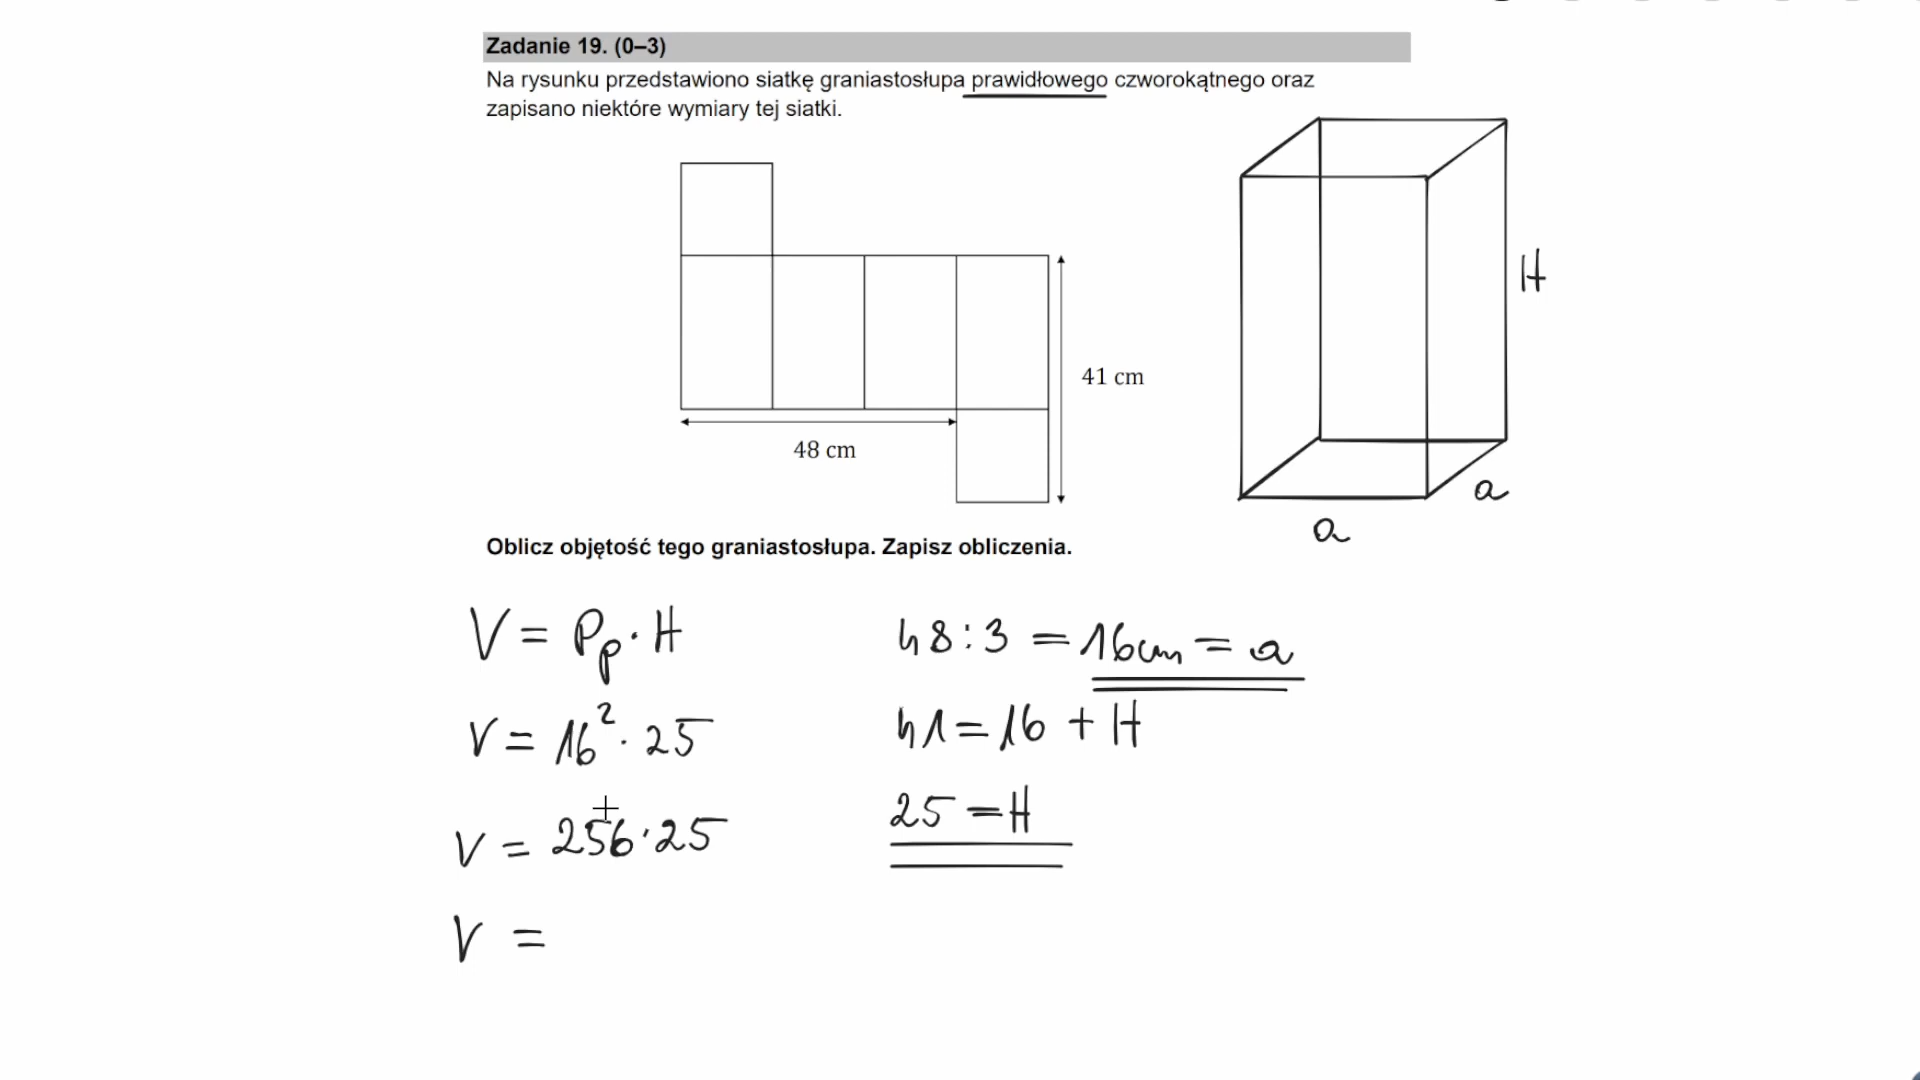 Zadanie 19. (0–3)
Na rysunku przedstawiono siatkę graniastosłupa prawidłowego czworokątnego oraz
zapisano niektóre wymiary tej siatki.
H
41 cm
48 cm
a
a
Oblicz objętość tego graniastosłupa. Zapisz obliczenia.
V = Pp · H
48 : 3 = 16cm = a
V = 16² · 25
41 = 16 + H
25 = H
V = 256 · 25
V =